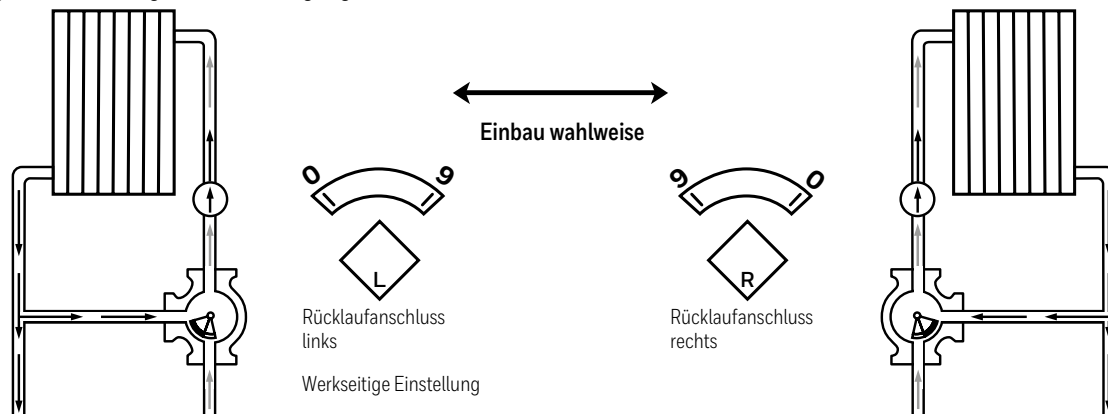 Einbau wahlweise
0 9
L
Rücklaufanschluss
links
Werkseitige Einstellung
9 0
R
Rücklaufanschluss
rechts